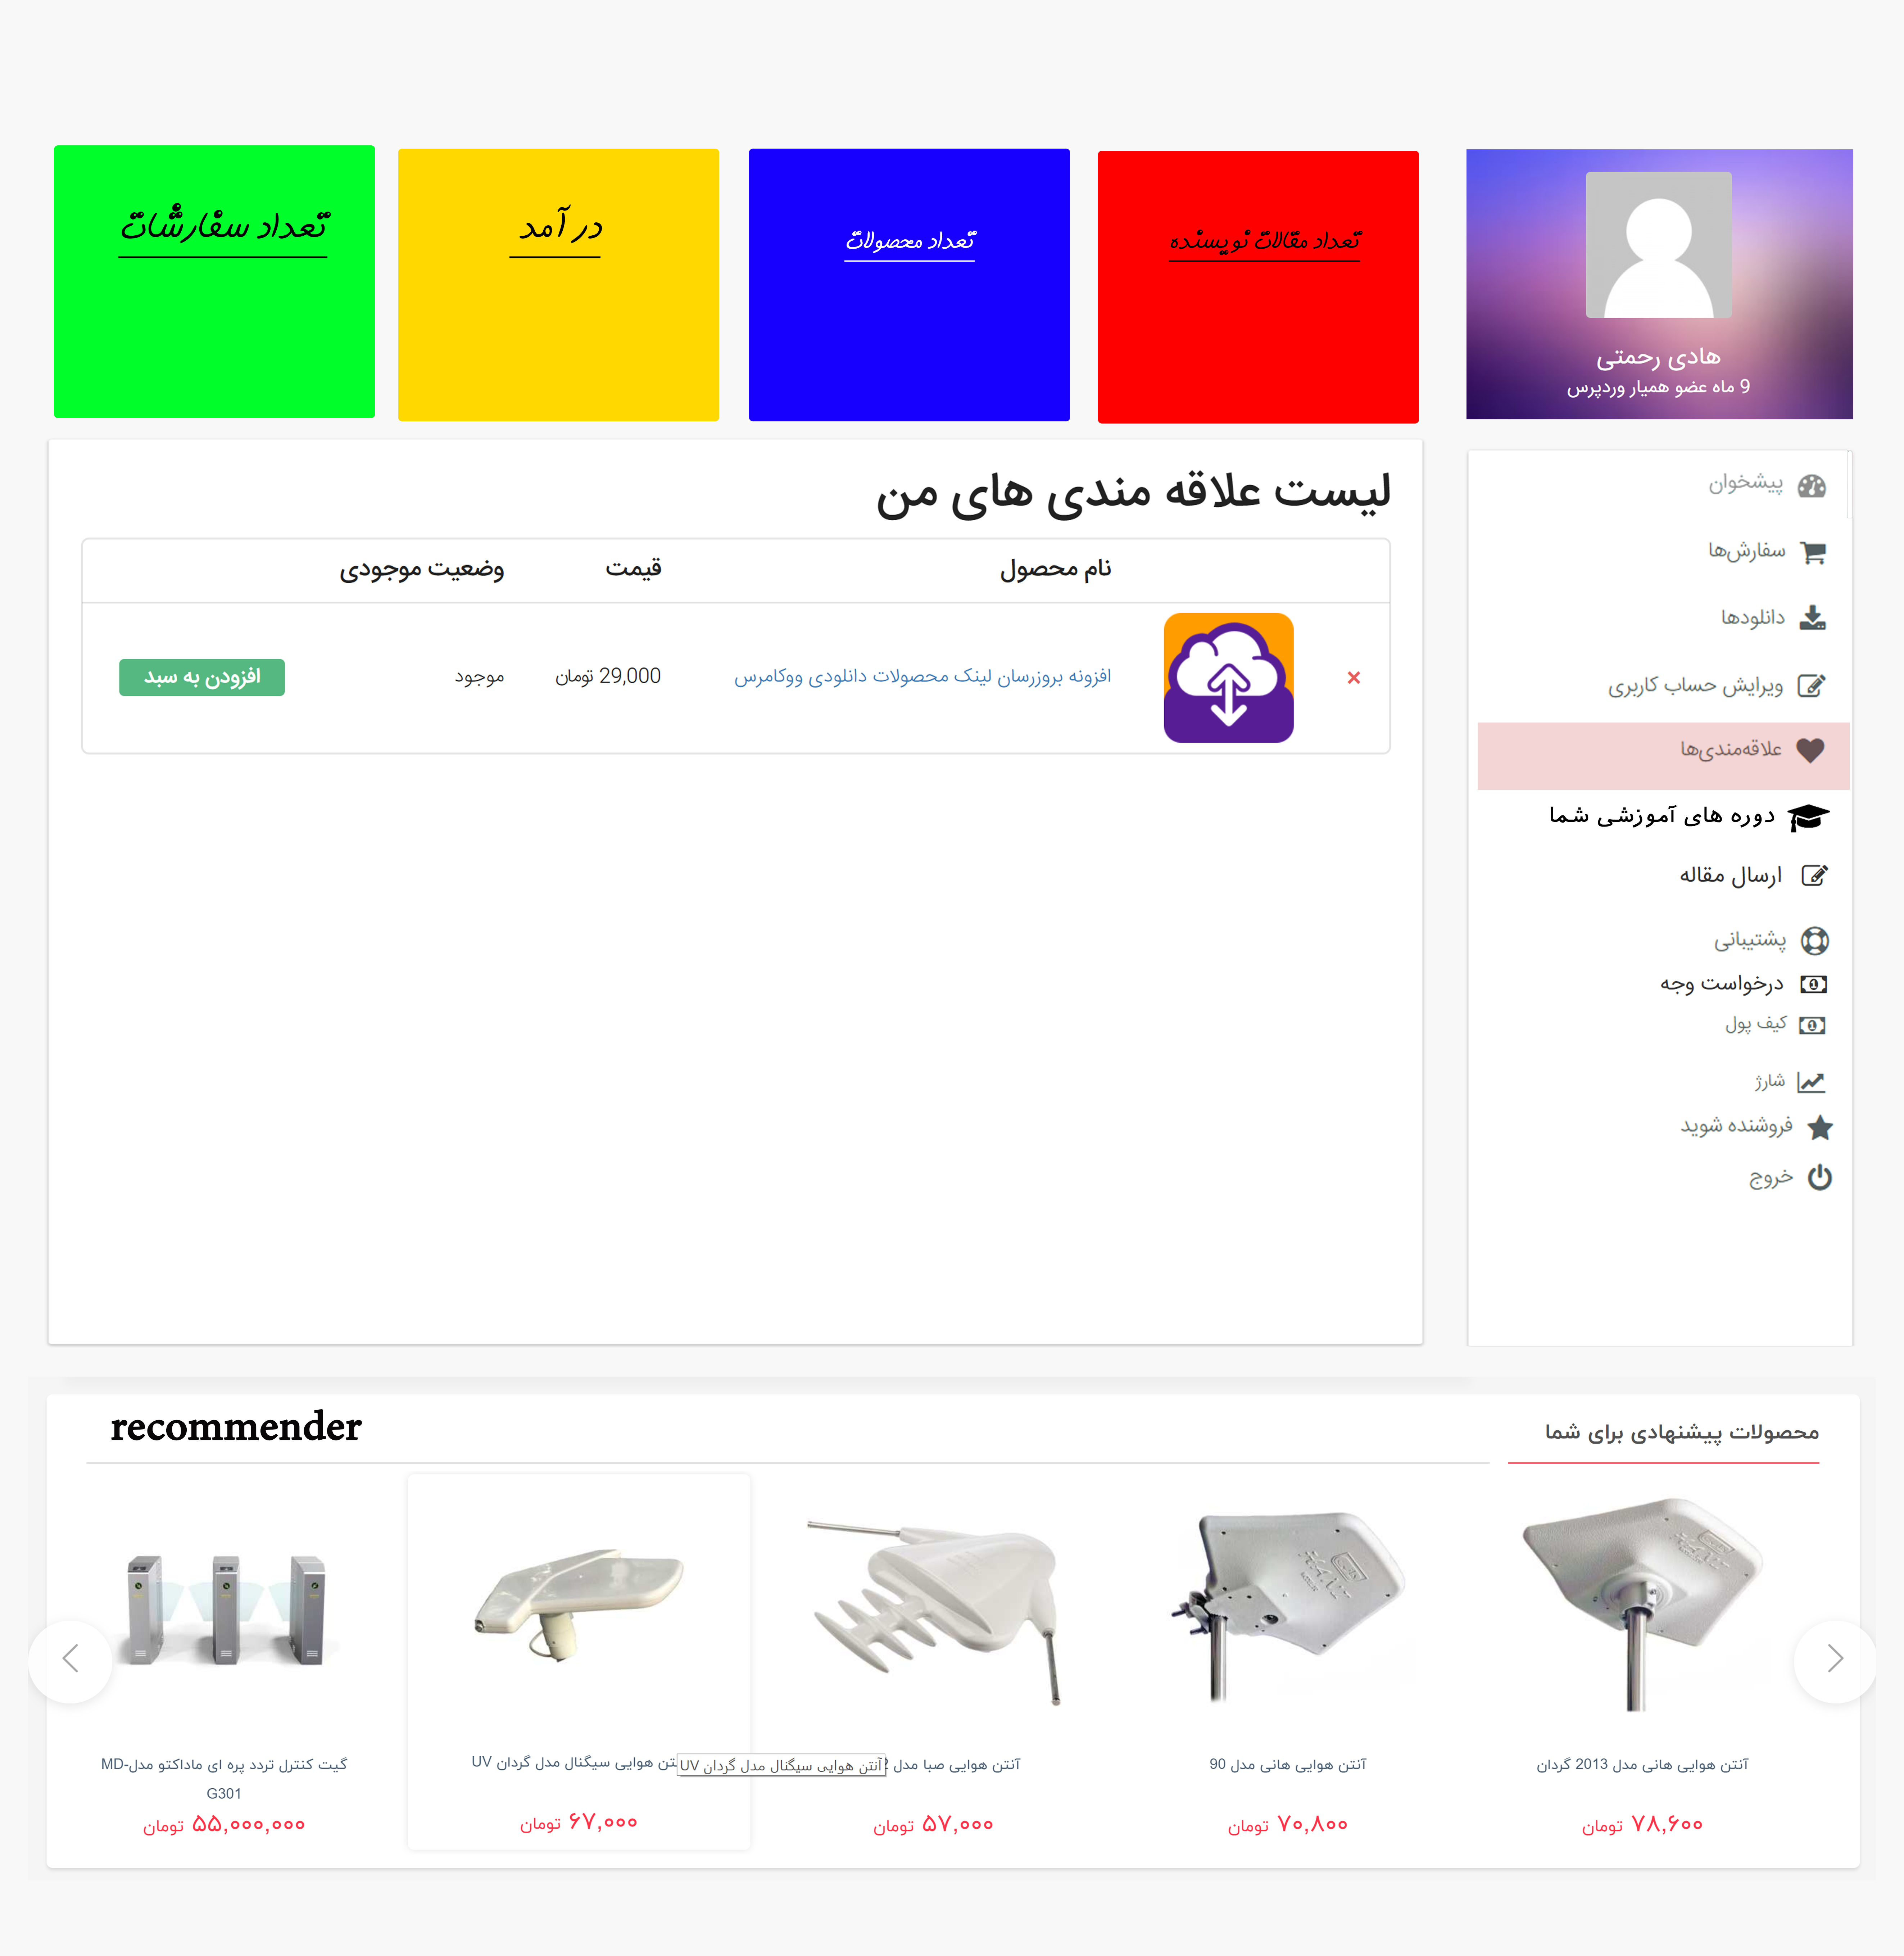 هادی رحمتی
9 ماه عضو همیار وردپرس
تعداد مقالات نویسنده
تعداد محصولات
در آمد
تعداد سفارشات
پیشخوان
سفارش‌ها
دانلودها
ویرایش حساب کاربری
علاقه‌مندی‌ها
دوره های آموزشی شما
ارسال مقاله
پشتیبانی
درخواست وجه
کیف پول
شارژ
فروشنده شوید
خروج
لیست علاقه مندی های من
نام محصول قیمت وضعیت موجودی
افزونه بروزرسان لینک محصولات دانلودی ووکامرس 29,000 تومان موجود افزودن به سبد
محصولات پیشنهادی برای شما
recommender
آنتن هوایی هانی مدل 2013 گردان
۷۸,۶۰۰ تومان
آنتن هوایی هانی مدل 90
۷۰,۸۰۰ تومان
آنتن هوایی صبا مدل
۵۷,۰۰۰ تومان
آنتن هوایی سیگنال مدل گردان UV
هوایی سیگنال مدل گردان UV
۶۷,۰۰۰ تومان
گیت کنترل تردد پره ای ماداکتو مدل MD-
G301
۵۵,۰۰۰,۰۰۰ تومان